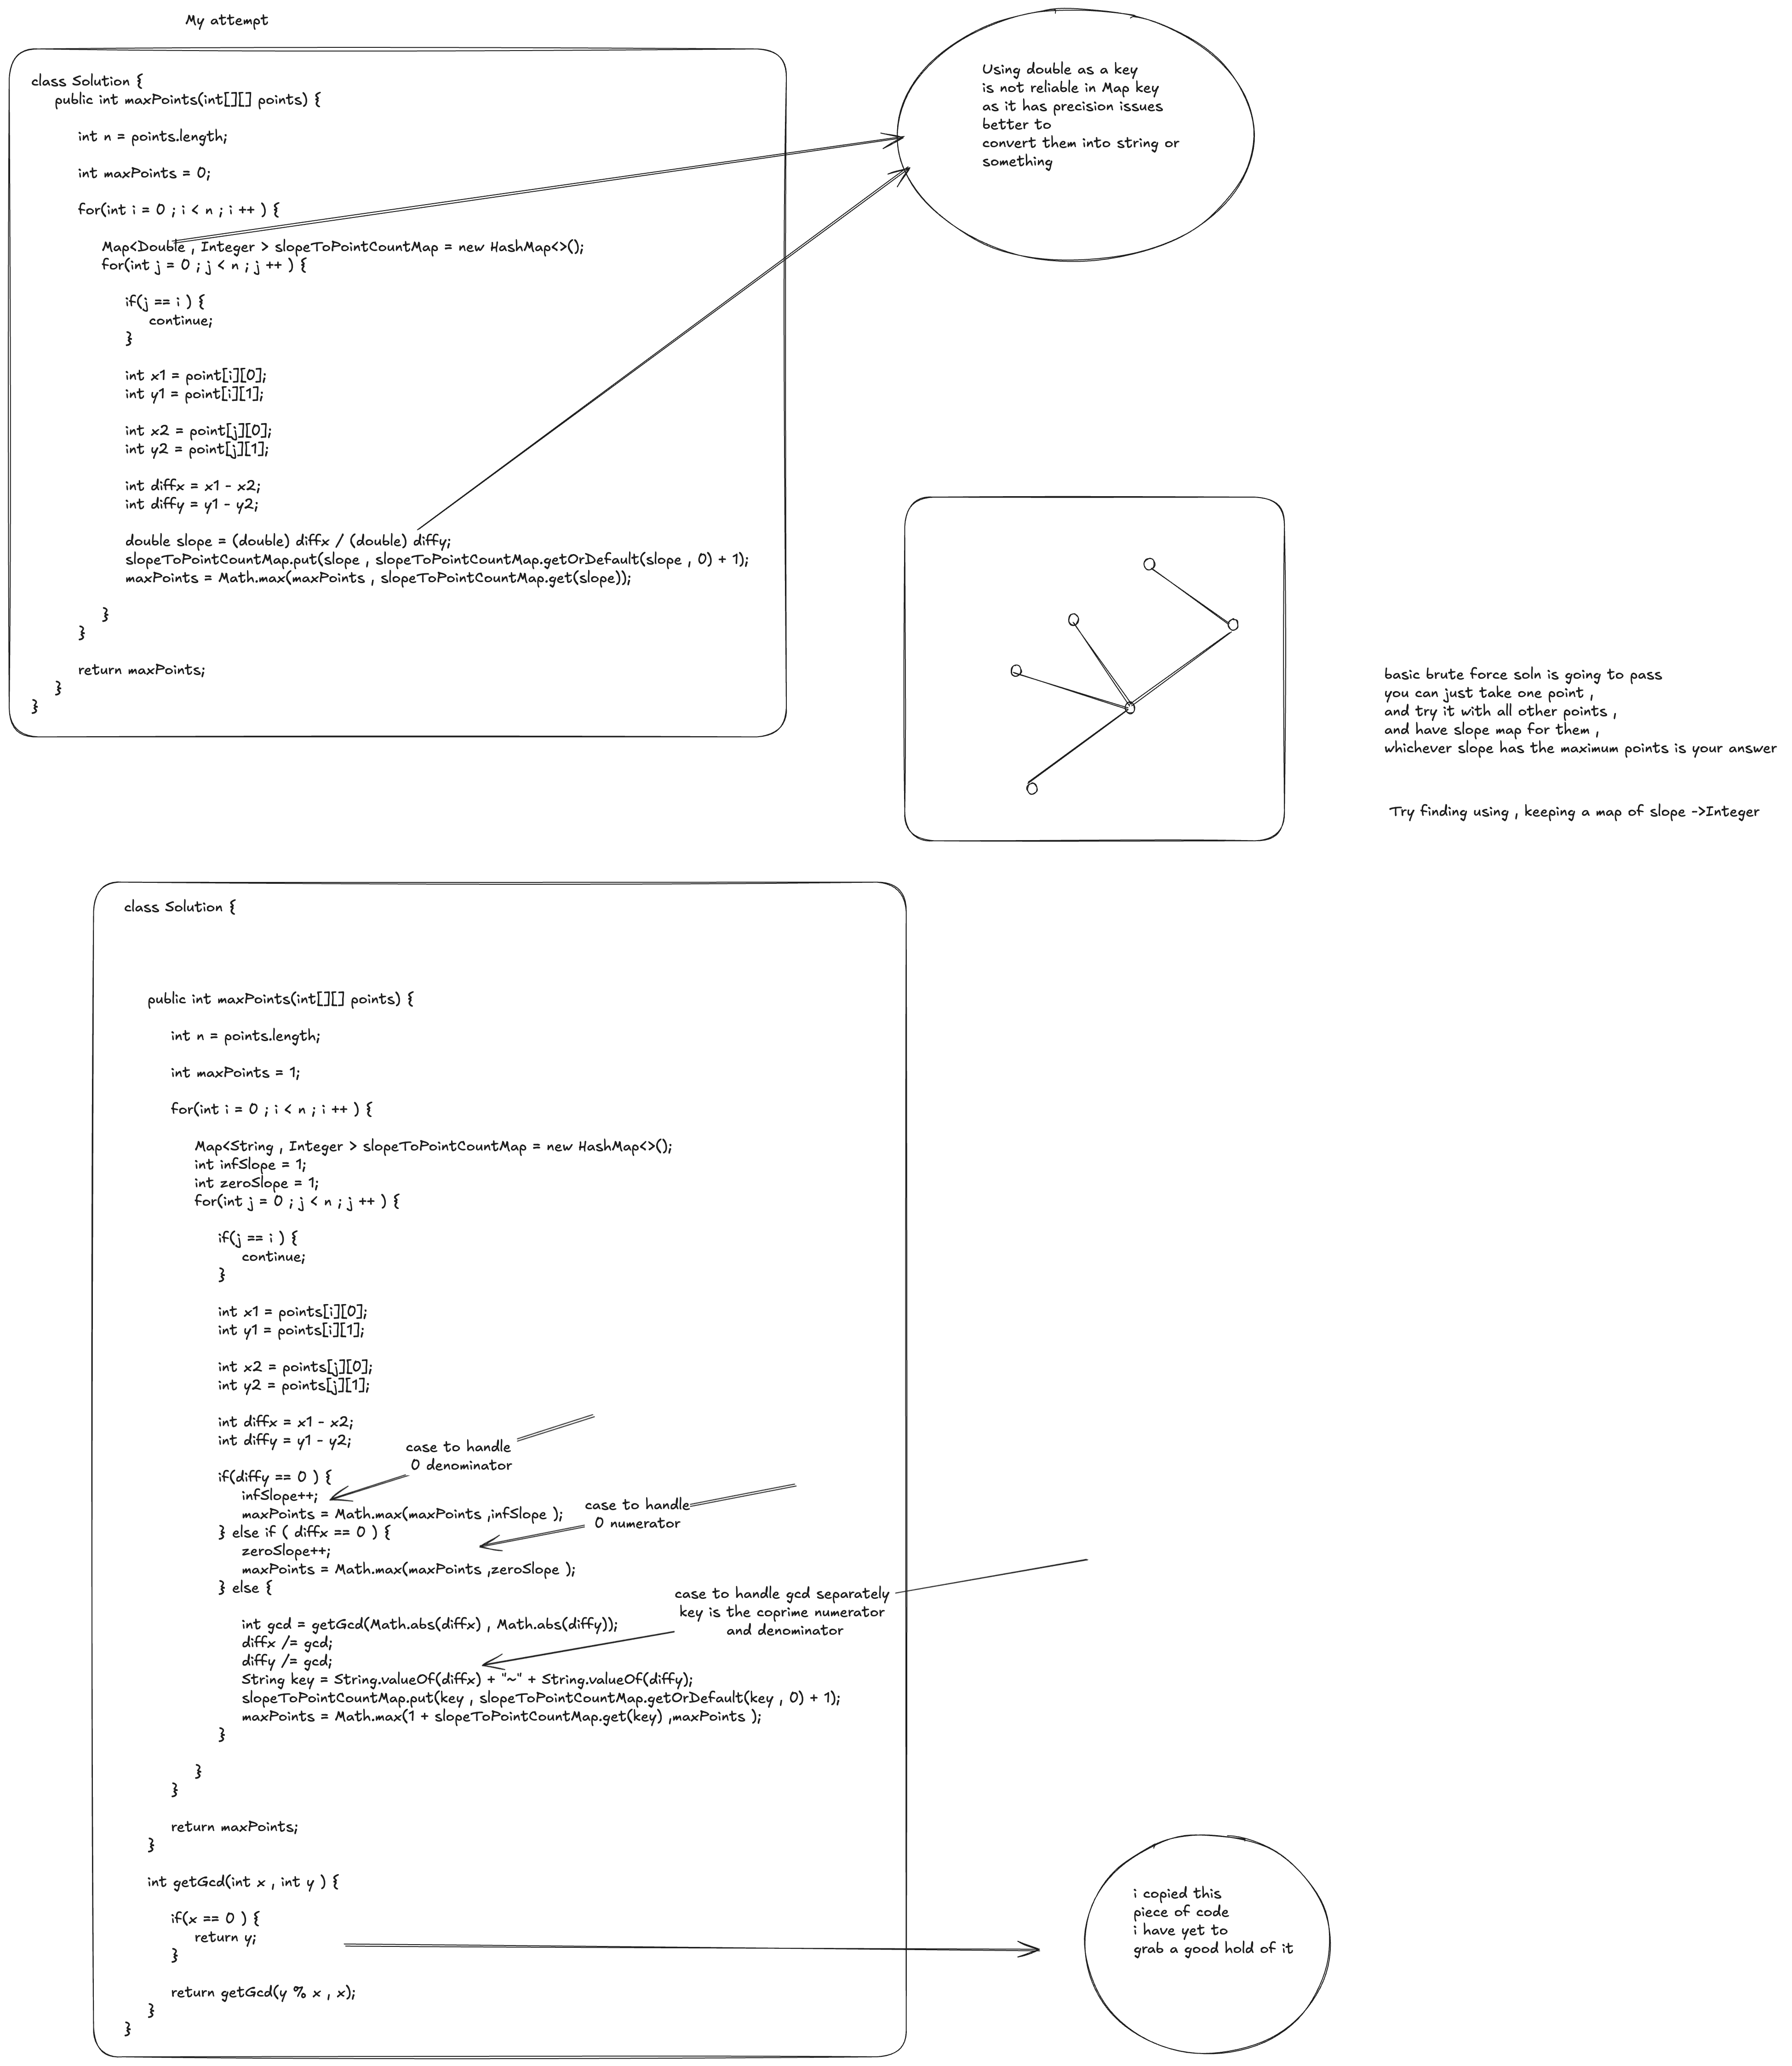 My attempt
class Solution {
public int maxPoints(int[][] points) {
int n = points.length;
int maxPoints = 0;
for(int i = 0 ; i < n ; i ++ ) {
Map<Double , Integer > slopeToPointCountMap = new HashMap<>();
for(int j = 0 ; j < n ; j ++ ) {
if(j == i ) {
continue;
}
int x1 = point[i][0];
int y1 = point[i][1];
int x2 = point[j][0];
int y2 = point[j][1];
int diffx = x1 - x2;
int diffy = y1 - y2;
double slope = (double) diffx / (double) diffy;
slopeToPointCountMap.put(slope , slopeToPointCountMap.getOrDefault(slope , 0) + 1);
maxPoints = Math.max(maxPoints , slopeToPointCountMap.get(slope));
}
}
return maxPoints;
}
}
Using double as a key
is not reliable in Map key
as it has precision issues
better to
convert them into string or
something
basic brute force soln is going to pass
you can just take one point ,
and try it with all other points ,
and have slope map for them ,
whichever slope has the maximum points is your answer
Try finding using , keeping a map of slope ->Integer
class Solution {
public int maxPoints(int[][] points) {
int n = points.length;
int maxPoints = 1;
for(int i = 0 ; i < n ; i ++ ) {
Map<String , Integer > slopeToPointCountMap = new HashMap<>();
int infSlope = 1;
int zeroSlope = 1;
for(int j = 0 ; j < n ; j ++ ) {
if(j == i ) {
continue;
}
int x1 = points[i][0];
int y1 = points[i][1];
int x2 = points[j][0];
int y2 = points[j][1];
int diffx = x1 - x2;
int diffy = y1 - y2;
case to handle
0 denominator
if(diffy == 0 ) {
infSlope++;
maxPoints = Math.max(maxPoints ,infSlope );
case to handle
0 numerator
} else if ( diffx == 0 ) {
zeroSlope++;
maxPoints = Math.max(maxPoints ,zeroSlope );
} else {
case to handle gcd separately
key is the coprime numerator
and denominator
int gcd = getGcd(Math.abs(diffx) , Math.abs(diffy));
diffx /= gcd;
diffy /= gcd;
String key = String.valueOf(diffx) + "~" + String.valueOf(diffy);
slopeToPointCountMap.put(key , slopeToPointCountMap.getOrDefault(key , 0) + 1);
maxPoints = Math.max(1 + slopeToPointCountMap.get(key) ,maxPoints );
}
}
}
return maxPoints;
}
int getGcd(int x , int y ) {
if(x == 0 ) {
return y;
}
return getGcd(y % x , x);
}
}
i copied this
piece of code
i have yet to
grab a good hold of it